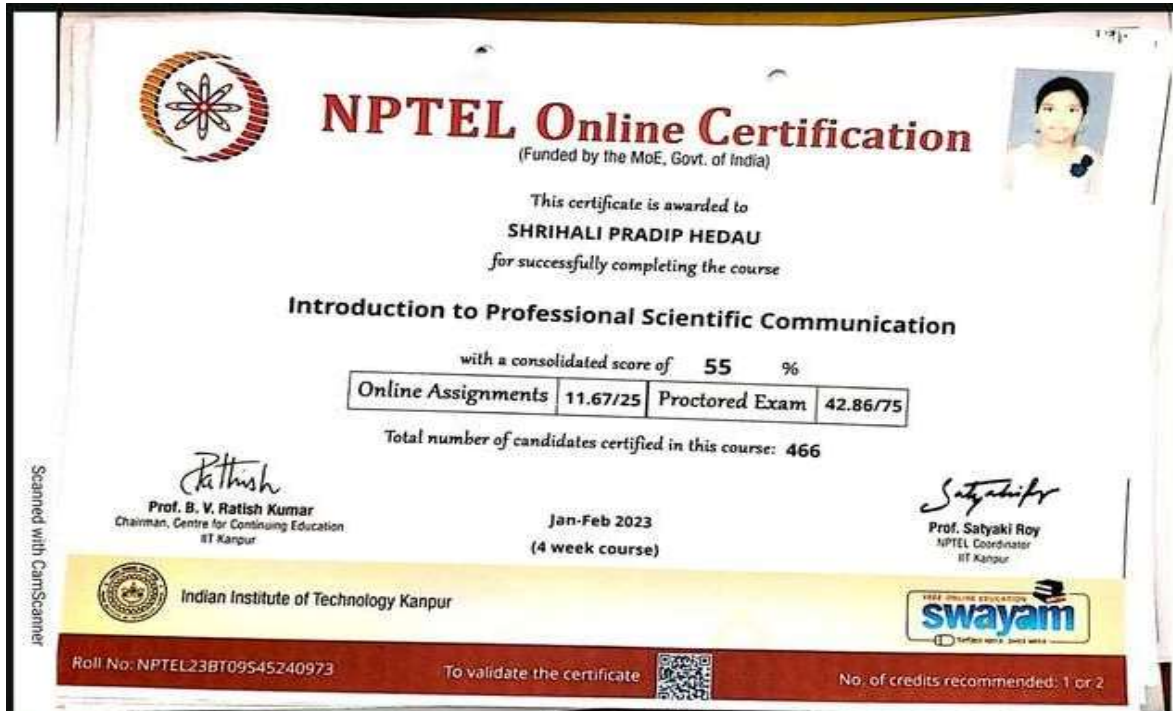 NPTEL Online Certification
(Funded by the MoE, Govt. of India)
This certificate is awarded to
SHRIHALI PRADIP HEDAU
for successfully completing the course
Introduction to Professional Scientific Communication
with a consolidated score of 55 %
Online Assignments 11.67/25 Proctored Exam 42.86/75
Total number of candidates certified in this course: 466
Prof. B. V. Ratish Kumar
Chairman, Centre for Continuing Education
IIT Kanpur
Jan-Feb 2023
(4 week course)
Prof. Satyaki Roy
NPTEL Coordinator
IIT Kanpur
Indian Institute of Technology Kanpur
FREE ONLINE EDUCATION
swayam
Roll No: NPTEL23BT09S45240973
To validate the certificate
No. of credits recommended: 1 or 2
Scanned with CamScanner